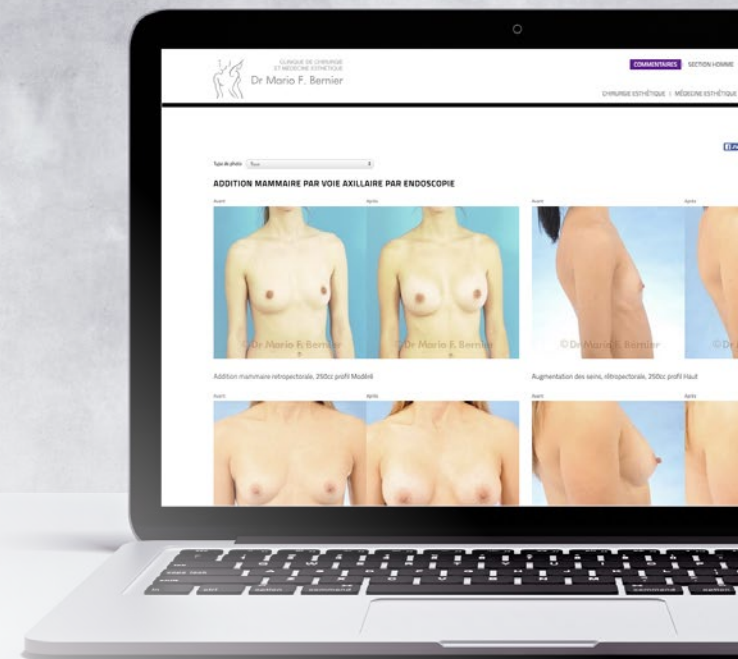 CLINIQUE DE CHIRURGIE
ET MÉDECINE ESTHÉTIQUE
Dr Mario F. Bernier
COMMENTAIRES
SECTION HOMME
CHIRURGIE ESTHÉTIQUE
MÉDECINE ESTHÉTIQUE
Type de photo
ADDITION MAMMAIRE PAR VOIE AXILLAIRE PAR ENDOSCOPIE
Avant
Après
Avant
Après
© Dr Mario F. Bernier
Dr Mario F. Bernier
© Dr Mario F. Bernier
© Dr
Addition mammaire retropectorale, 250cc profil Modéré
Augmentation des seins, rétropectorale, 250cc profil Haut
Avant
Après
Avant
Après
option
command
command
option